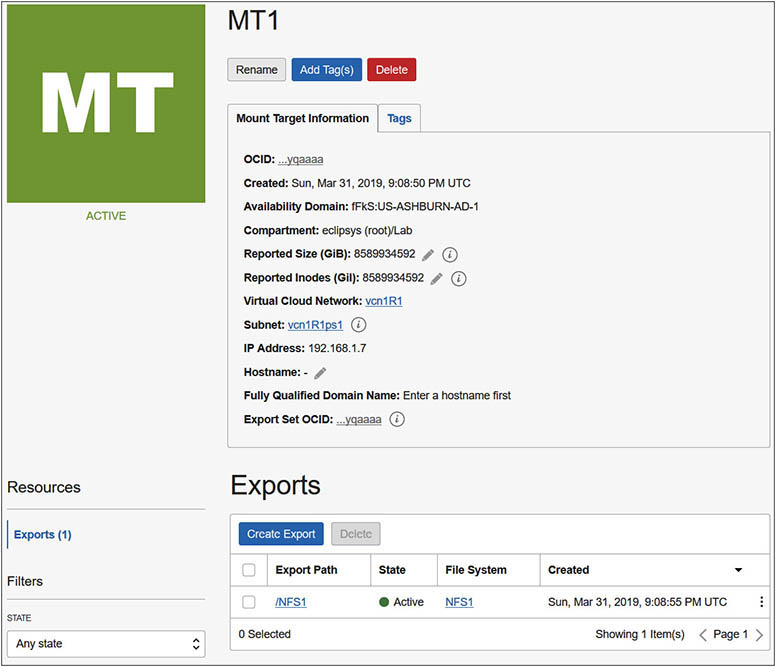 MT
ACTIVE
MT1
Rename Add Tag(s) Delete
Mount Target Information Tags
OCID: ...yqaaaa
Created: Sun, Mar 31, 2019, 9:08:50 PM UTC
Availability Domain: fFkS:US-ASHBURN-AD-1
Compartment: eclipsys (root)/Lab
Reported Size (GiB): 8589934592
Reported Inodes (GiI): 8589934592
Virtual Cloud Network: vcn1R1
Subnet: vcn1R1ps1
IP Address: 192.168.1.7
Hostname: -
Fully Qualified Domain Name: Enter a hostname first
Export Set OCID: ...yqaaaa
Resources
Exports (1)
Filters
STATE
Any state
Exports
Create Export Delete
Export Path State File System Created
/NFS1 Active NFS1 Sun, Mar 31, 2019, 9:08:55 PM UTC
0 Selected Showing 1 Item(s) < Page 1 >